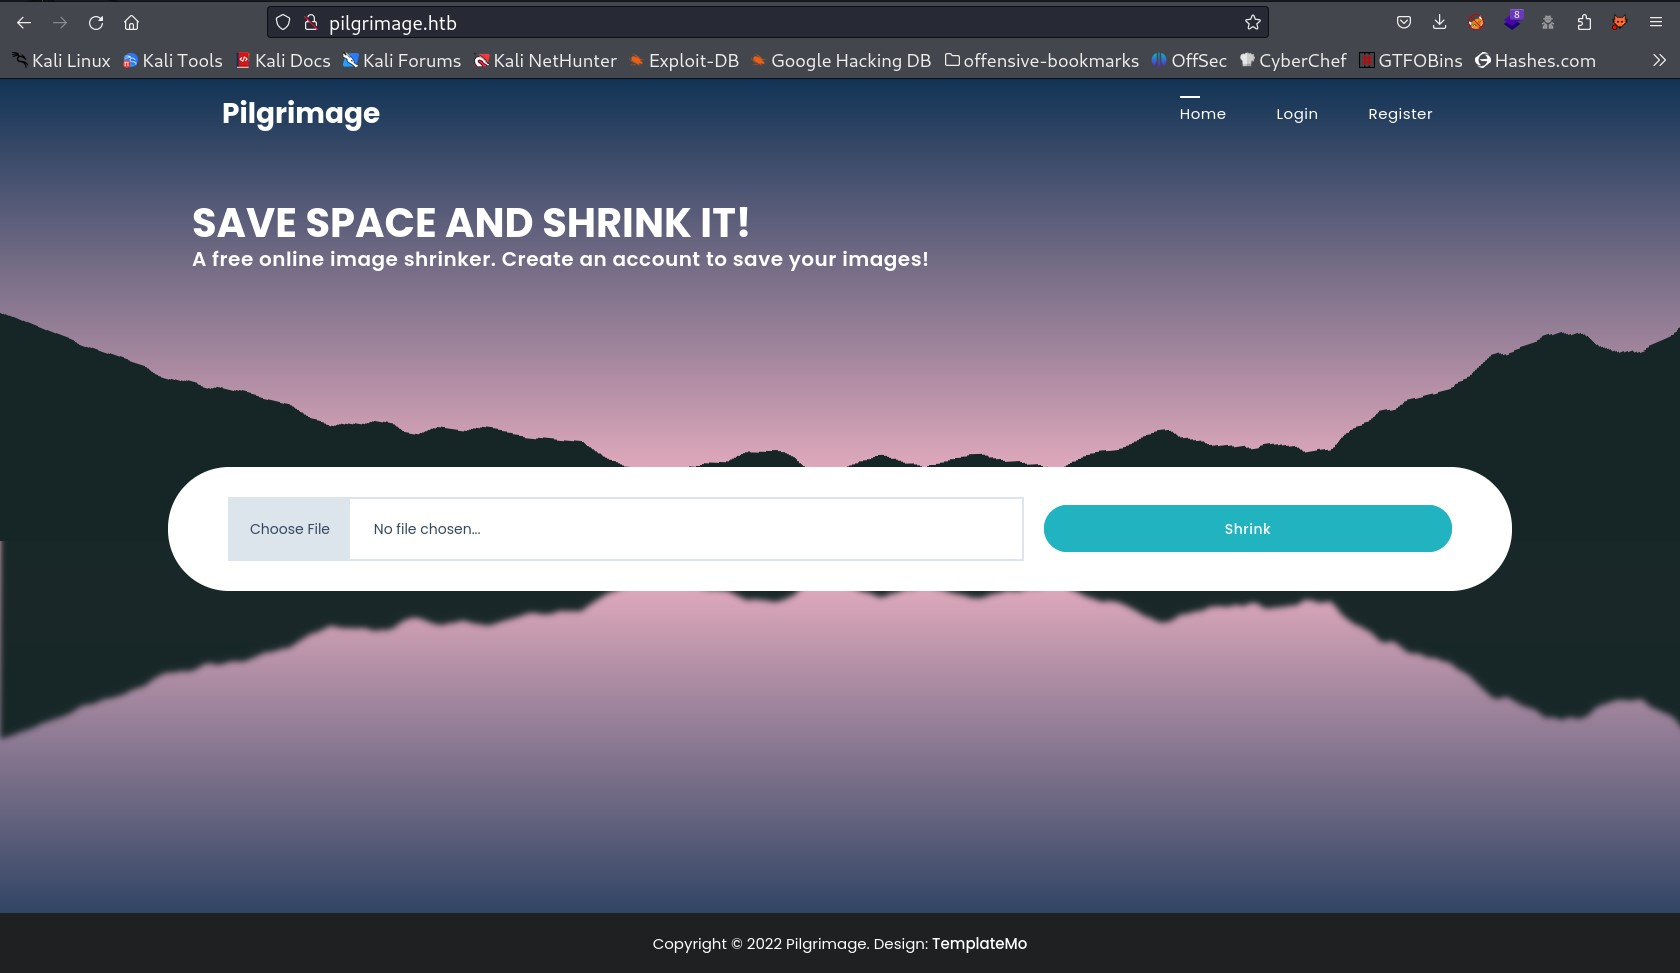 pilgrimage.htb
8
Kali Linux Kali Tools Kali Docs Kali Forums Kali NetHunter Exploit-DB Google Hacking DB offensive-bookmarks OffSec CyberChef GTFOBins Hashes.com
Pilgrimage Home Login Register
SAVE SPACE AND SHRINK IT!
A free online image shrinker. Create an account to save your images!
Choose File No file chosen... Shrink
Copyright © 2022 Pilgrimage. Design: TemplateMo